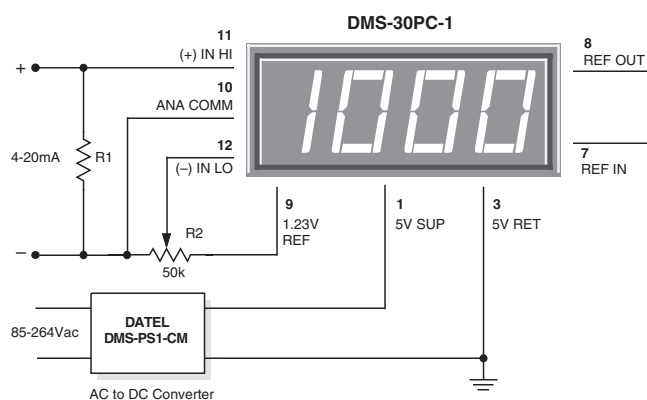 DMS-30PC-1
11
(+) IN HI
8
REF OUT
+
10
ANA COMM
1000
4-20mA
R1
12
(–) IN LO
7
REF IN
9
1.23V
REF
1
5V SUP
3
5V RET
R2
–
50k
85-264Vac
DATEL
DMS-PS1-CM
AC to DC Converter